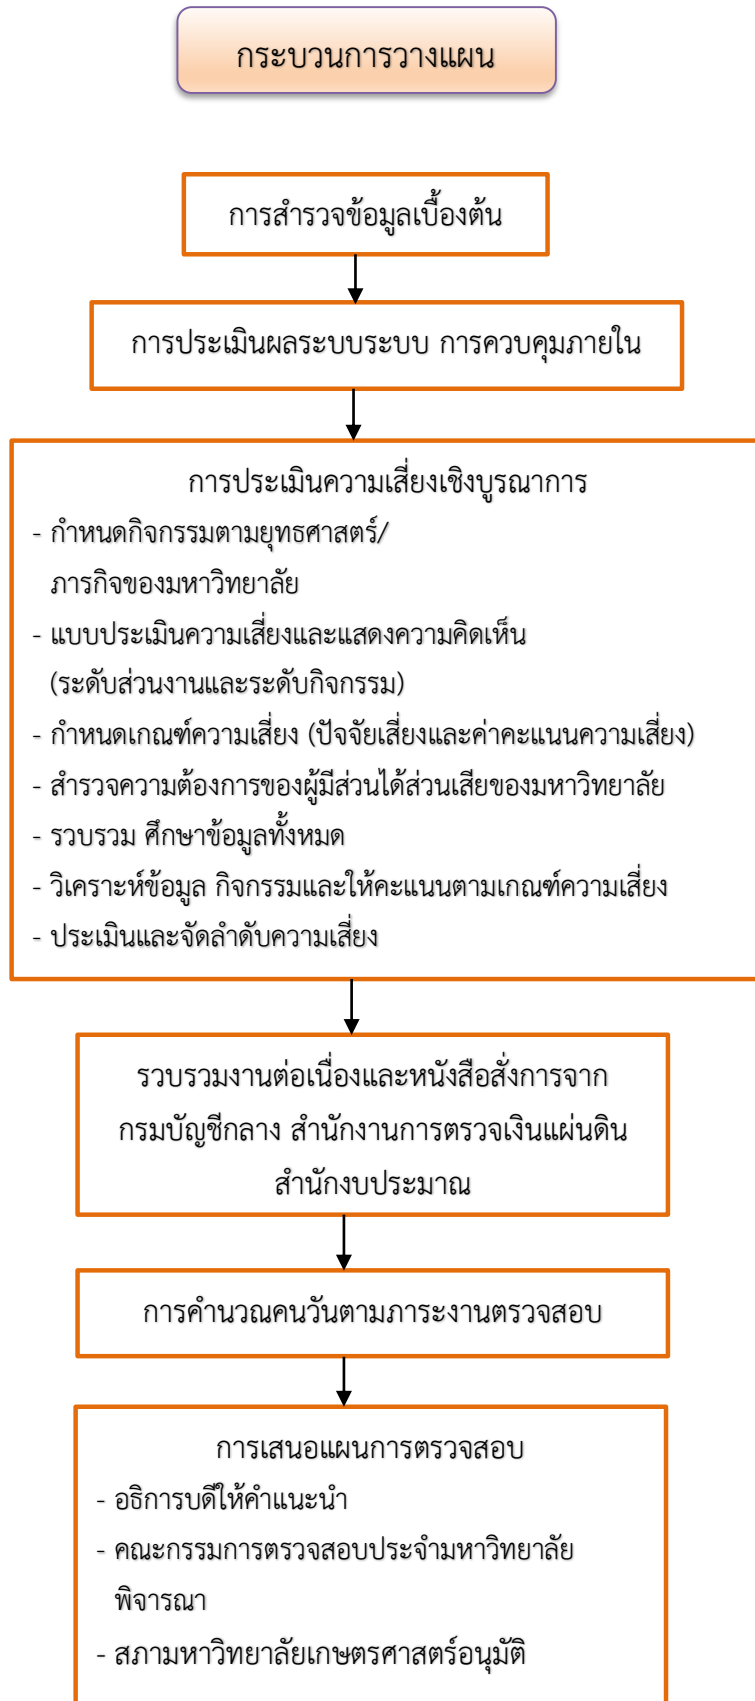 กระบวนการวางแผน
การสำรวจข้อมูลเบื้องต้น
การประเมินผลระบบระบบ การควบคุมภายใน
การประเมินความเสี่ยงเชิงบูรณาการ
- กำหนดกิจกรรมตามยุทธศาสตร์/
ภารกิจของมหาวิทยาลัย
- แบบประเมินความเสี่ยงและแสดงความคิดเห็น
(ระดับส่วนงานและระดับกิจกรรม)
- กำหนดเกณฑ์ความเสี่ยง (ปัจจัยเสี่ยงและค่าคะแนนความเสี่ยง)
- สำรวจความต้องการของผู้มีส่วนได้ส่วนเสียของมหาวิทยาลัย
- รวบรวม ศึกษาข้อมูลทั้งหมด
- วิเคราะห์ข้อมูล กิจกรรมและให้คะแนนตามเกณฑ์ความเสี่ยง
- ประเมินและจัดลำดับความเสี่ยง
รวบรวมงานต่อเนื่องและหนังสือสั่งการจาก
กรมบัญชีกลาง สำนักงานการตรวจเงินแผ่นดิน
สำนักงบประมาณ
การคำนวณคนวันตามภาระงานตรวจสอบ
การเสนอแผนการตรวจสอบ
- อธิการบดีให้คำแนะนำ
- คณะกรรมการตรวจสอบประจำมหาวิทยาลัย
พิจารณา
- สภามหาวิทยาลัยเกษตรศาสตร์อนุมัติ